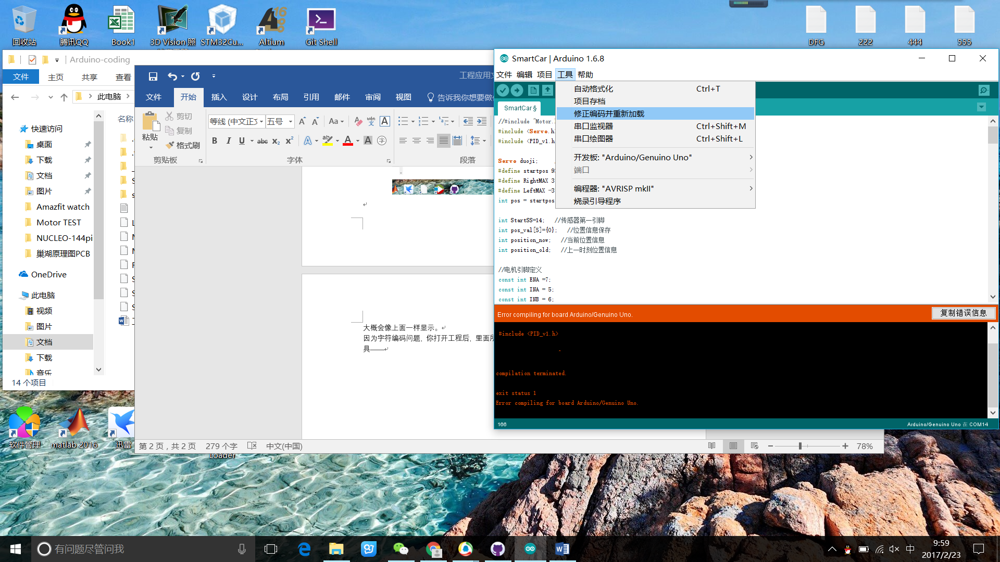 回收站
腾讯QQ
Book1
3D Vision 照
STM32Cu...
Altium
Git Shell
DFG
222
444
555
Arduino-coding
文件
主页
共享
查看
此电脑
名称
快速访问
桌面
下载
文档
图片
Amazfit watch
Motor TEST
NUCLEO-144pi
巢湖原理图PCB
OneDrive
此电脑
视频
图片
文档
下载
音乐
14 个项目
工程应用文
文件
开始
插入
设计
布局
引用
邮件
审阅
视图
告诉我你想要做
粘贴
剪切
复制
格式刷
剪贴板
等线 (中文正文
五号
字体
段落
大概会像上面一样显示。
因为字符编码问题，你打开工程后，里面所
具——
第 2 页，共 2 页
279 个字
中文(中国)
78%
SmartCar | Arduino 1.6.8
文件 编辑 项目 工具 帮助
自动格式化 Ctrl+T
项目存档
修正编码并重新加载
串口监视器 Ctrl+Shift+M
串口绘图器 Ctrl+Shift+L
开发板: "Arduino/Genuino Uno"
端口
编程器: "AVRISP mkII"
烧录引导程序
SmartCar §
//#include "Motor.
#include <Servo.h
#include <PID_v1.h
Servo duoji;
#define startpos 9
#define RightMAX 3
#define LeftMAX -3
int pos = startpos
int StartSS=14; //传感器第一引脚
int pos_val[5]={0}; //位置信息保存
int position_now; //当前位置信息
int position_old; //上一时刻位置信息
//电机引脚定义
const int ENA =7;
const int INA = 5;
const int INB = 6;
Error compiling for board Arduino/Genuino Uno.
复制错误信息
#include <PID_v1.h>
^
compilation terminated.
exit status 1
Error compiling for board Arduino/Genuino Uno.
166
Arduino/Genuino Uno 在 COM14
软件管理
matlab 2016
迅雷
Loader
有问题尽管问我
中
9:59
2017/2/23